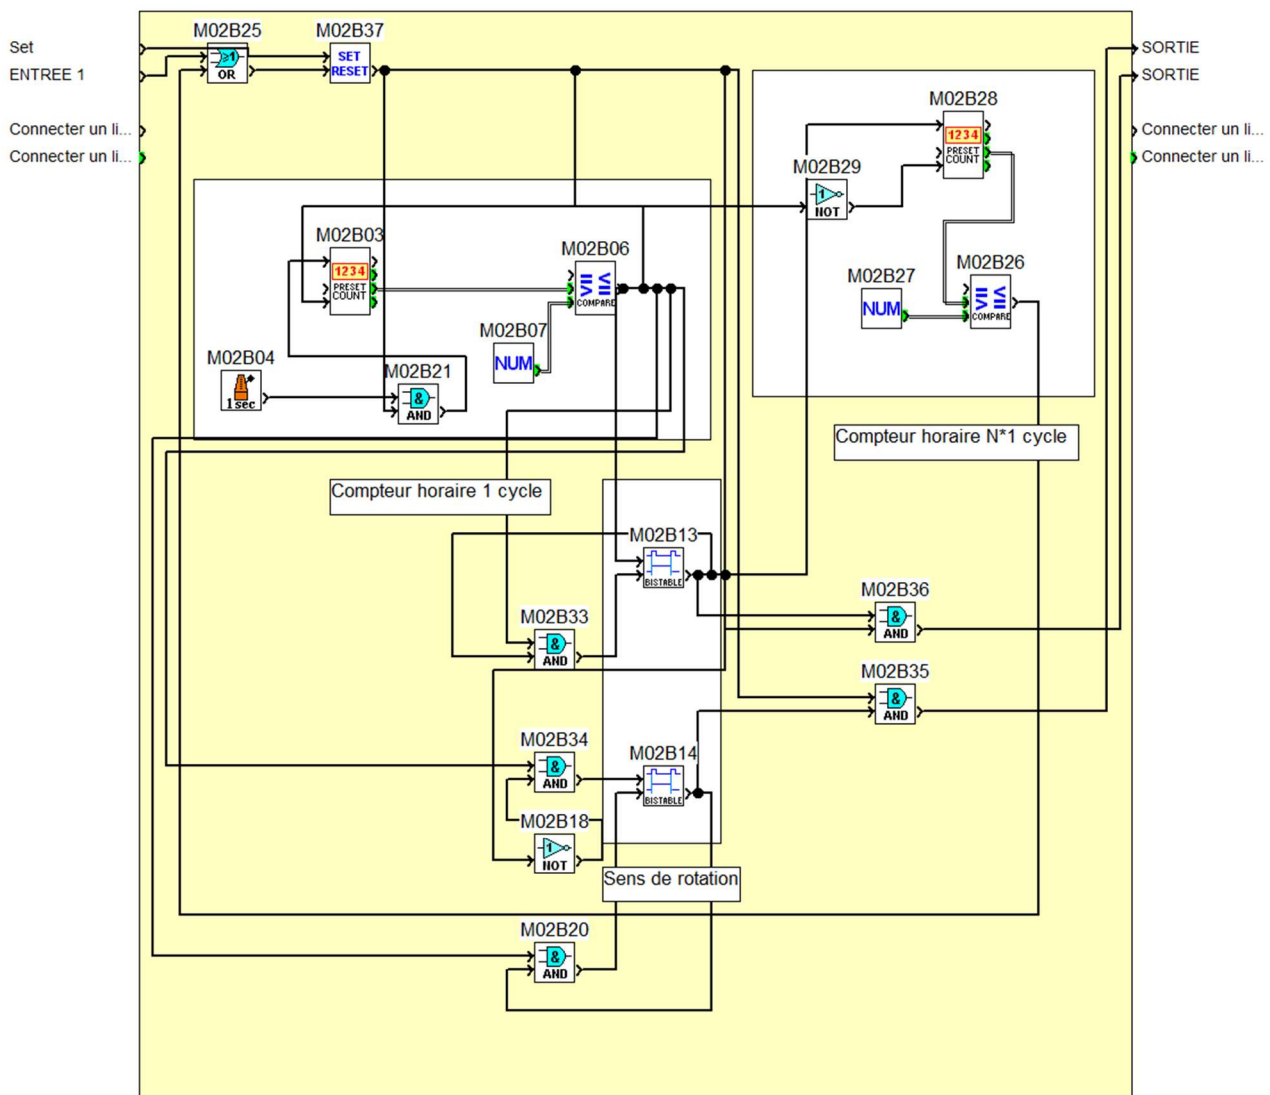 M02B25
M02B37
Set
ENTREE 1
≥1
OR
SET
RESET
SORTIE
SORTIE
Connecter un li...
Connecter un li...
Connecter un li...
Connecter un li...
M02B28
1234
PRESET
COUNT
M02B29
1
NOT
M02B03
1234
PRESET
COUNT
M02B06
COMPARE
M02B27
NUM
M02B26
COMPARE
M02B07
NUM
M02B04
1sec
M02B21
&
AND
Compteur horaire N*1 cycle
Compteur horaire 1 cycle
M02B13
BISTABLE
M02B36
&
AND
M02B33
&
AND
M02B35
&
AND
M02B34
&
AND
M02B14
BISTABLE
M02B18
1
NOT
Sens de rotation
M02B20
&
AND